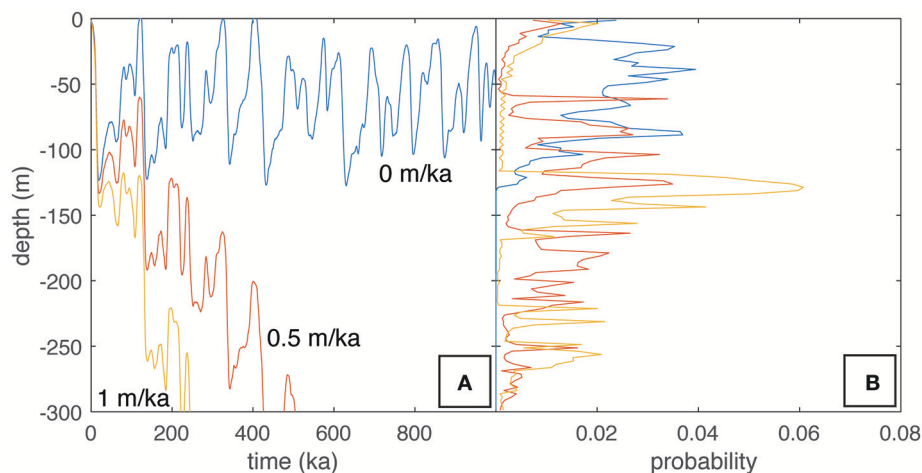 0
-50
-100
-150
-200
-250
-300
depth (m)
0 m/ka
0.5 m/ka
1 m/ka
A
B
0 200 400 600 800
0.02 0.04 0.06 0.08
time (ka)
probability